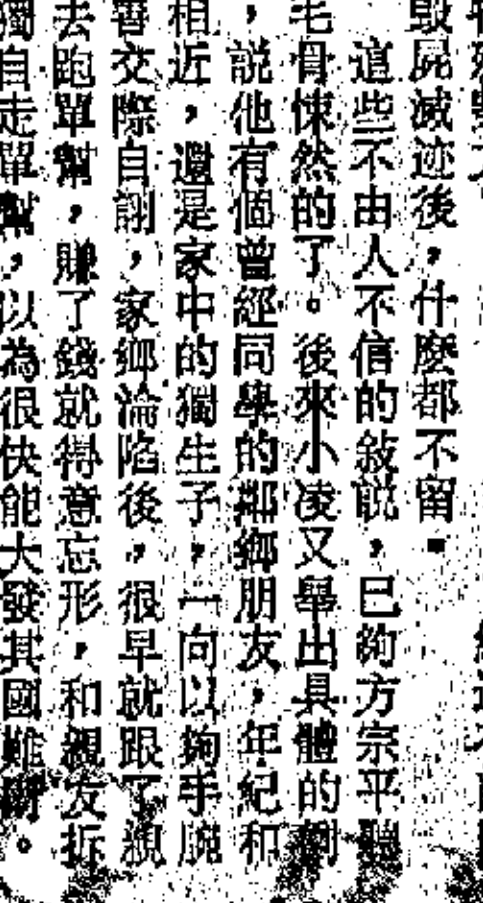 毀屍滅迹後，什麼都不留。
這些不由人不信的敍說，已夠方宗平聽
毛骨悚然的了。後來小凌又舉出具體的例
，說他有個曾經同學的鄰鄉朋友，年紀和
相近，還是家中的獨生子，一向以夠手腕
善交際自詡，家鄉淪陷後，很早就跟了親
去跑單幫，賺了錢就得意忘形，和親友拆
獨自走單幫，以為很快能大發其國難財。